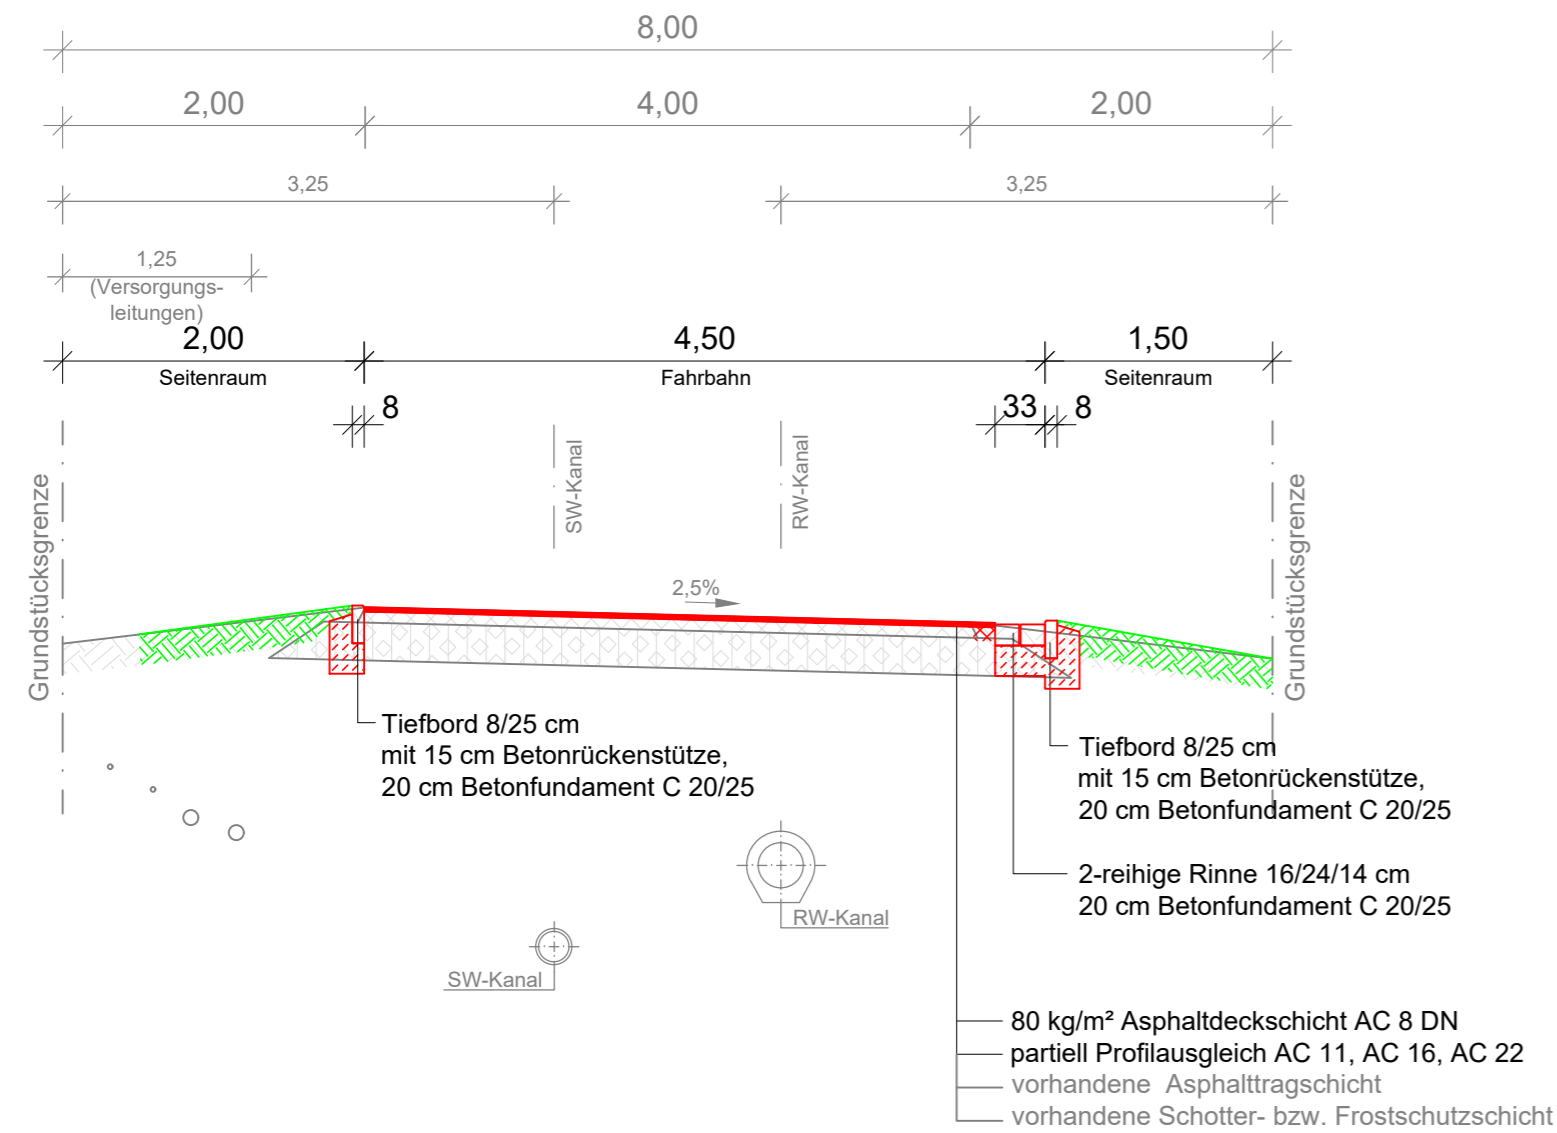 8,00
2,00
4,00
2,00
3,25
3,25
1,25
(Versorgungs-
leitungen)
2,00
4,50
1,50
Seitenraum
Fahrbahn
Seitenraum
8
33
8
Grundstücksgrenze
SW-Kanal
RW-Kanal
Grundstücksgrenze
2,5%
Tiefbord 8/25 cm
mit 15 cm Betonrückenstütze,
20 cm Betonfundament C 20/25
Tiefbord 8/25 cm
mit 15 cm Betonrückenstütze,
20 cm Betonfundament C 20/25
2-reihige Rinne 16/24/14 cm
20 cm Betonfundament C 20/25
RW-Kanal
SW-Kanal
80 kg/m² Asphaltdeckschicht AC 8 DN
partiell Profilausgleich AC 11, AC 16, AC 22
vorhandene Asphalttragschicht
vorhandene Schotter- bzw. Frostschutzschicht